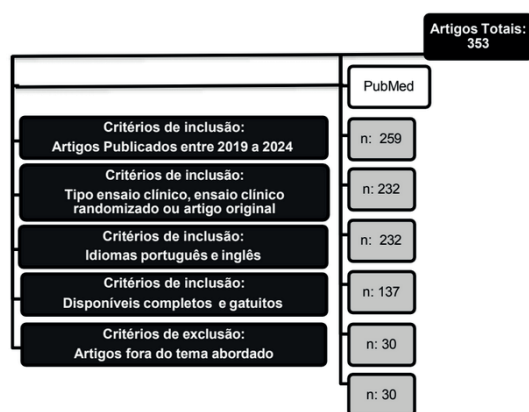 Artigos Totais:
353
PubMed
Critérios de inclusão:
Artigos Publicados entre 2019 a 2024
n: 259
Critérios de inclusão:
Tipo ensaio clínico, ensaio clínico
randomizado ou artigo original
n: 232
Critérios de inclusão:
Idiomas português e inglês
n: 232
Critérios de inclusão:
Disponíveis completos e gatuitos
n: 137
Critérios de exclusão:
Artigos fora do tema abordado
n: 30
n: 30